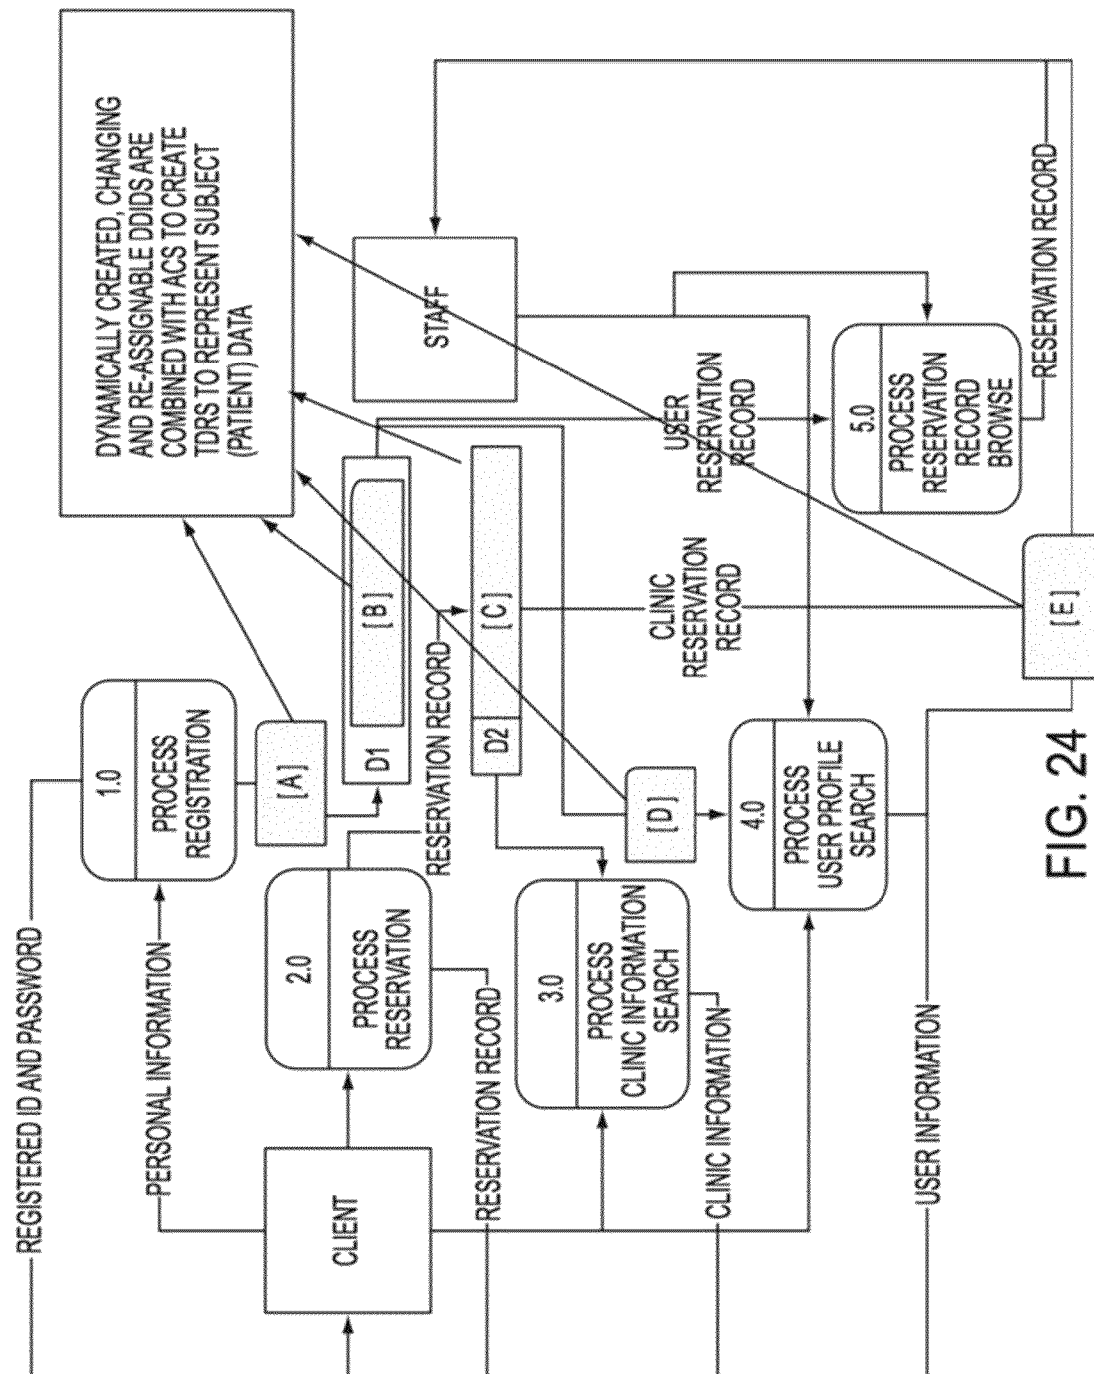 REGISTERED ID AND PASSWORD
PERSONAL INFORMATION
1.0
PROCESS
REGISTRATION
[A]
DYNAMICALLY CREATED, CHANGING
AND RE-ASSIGNABLE DDIDS ARE
COMBINED WITH ACS TO CREATE
TDRS TO REPRESENT SUBJECT
(PATIENT) DATA
CLIENT
2.0
PROCESS
RESERVATION
D1
[B]
RESERVATION RECORD
RESERVATION RECORD
D2
[C]
STAFF
3.0
PROCESS
CLINIC INFORMATION
SEARCH
CLINIC INFORMATION
[D]
CLINIC
RESERVATION
RECORD
USER
RESERVATION
RECORD
4.0
PROCESS
USER PROFILE
SEARCH
5.0
PROCESS
RESERVATION
RECORD
BROWSE
USER INFORMATION
[E]
RESERVATION RECORD
FIG. 24